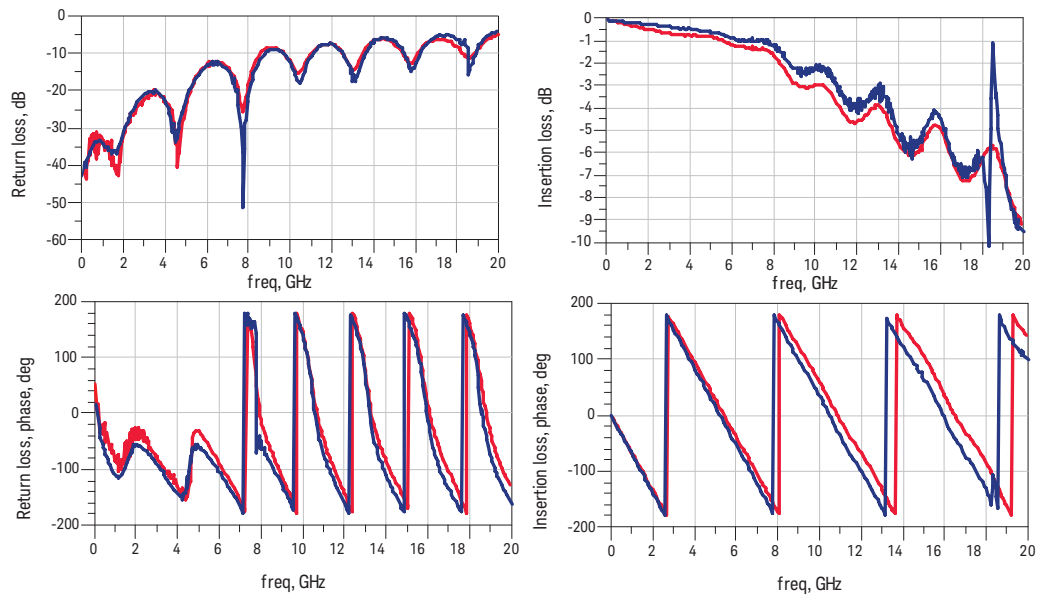 0
-10
-20
-30
-40
-50
-60
Return loss, dB
0 2 4 6 8 10 12 14 16 18 20
freq, GHz
0
-1
-2
-3
-4
-5
-6
-7
-8
-9
-10
Insertion loss, dB
0 2 4 6 8 10 12 14 16 18 20
freq, GHz
200
100
0
-100
-200
Return loss, phase, deg
0 2 4 6 8 10 12 14 16 18 20
freq, GHz
200
100
0
-100
-200
Insertion loss, phase, deg
0 2 4 6 8 10 12 14 16 18 20
freq, GHz